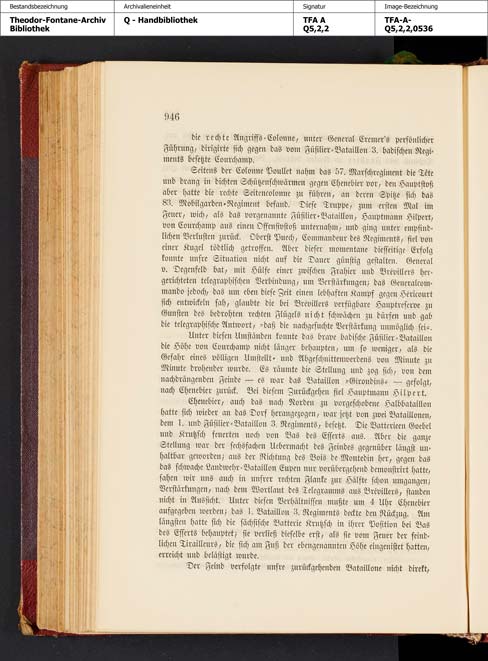 Bestandsbezeichnung
Archivalieneinheit
Signatur
Image-Bezeichnung
Theodor-Fontane-Archiv
Bibliothek
Q - Handbibliothek
TFA A
Q5,2,2
TFA-A-
Q5,2,2,0536
946
die rechte Angriffs-Colonne, unter General Cremer's persönlicher
Führung, dirigirte sich gegen das vom Füsilier-Bataillon 3. badischen Regi-
ments besetzte Courchamp.
Seitens der Colonne Poullet nahm das 57. Marschregiment die Tête
und drang in dichten Schützenschwärmen gegen Chenebier vor, den Hauptstoß
aber hatte die rechte Seitencolonne zu führen, an deren Spitze sich das
83. Mobilgarden-Regiment befand. Diese Truppe, zum ersten Mal im
Feuer, wich, als das vorgenannte Füsilier-Bataillon, Hauptmann Hilpert,
von Courchamp aus einen Offensivstoß unternahm, und ging unter empfind-
lichen Verlusten zurück. Oberst Puech, Commandeur des Regiments, fiel von
einer Kugel tödtlich getroffen. Aber dieser momentane diesseitige Erfolg
konnte unsre Situation nicht auf die Dauer günstig gestalten. General
v. Degenfeld bat, mit Hülfe einer zwischen Frahier und Brévillers her-
gerichteten telegraphischen Verbindung, um Verstärkungen; das Generalcom-
mando jedoch, das um eben diese Zeit einen lebhaften Kampf gegen Héricourt
sich entwickeln sah, glaubte die bei Brévillers verfügbare Hauptreserve zu
Gunsten des bedrohten rechten Flügels nicht schwächen zu dürfen und gab
die telegraphische Antwort, »daß die nachgesuchte Verstärkung unmöglich sei«.
Unter diesen Umständen konnte das brave badische Füsilier-Bataillon
die Höhe von Courchamp nicht länger behaupten, um so weniger, als die
Gefahr eines völligen Umstellt- und Abgeschnittenwerdens von Minute zu
Minute drohender wurde. Es räumte die Stellung und zog sich, von dem
nachdrängenden Feinde — es war das Bataillon »Girondins« — gefolgt,
nach Chenebier zurück. Bei diesem Zurückgehen fiel Hauptmann Hilpert.
Chenebier, auch das nach Norden zu vorgeschobene Halbbataillon
hatte sich wieder an das Dorf herangezogen, war jetzt von zwei Bataillonen,
dem 1. und Füsilier-Bataillon 3. Regiments, besetzt. Die Batterieen Goebel
und Krutzsch feuerten noch von Bas des Esserts aus. Aber die ganze
Stellung war der sechsfachen Uebermacht des Feindes gegenüber längst un-
haltbar geworden; aus der Richtung des Bois de Montedin her, gegen das
das schwache Landwehr-Bataillon Eupen nur vorübergehend demonstrirt hatte,
sahen wir uns auch in unsrer rechten Flanke zur Hälfte schon umgangen;
Verstärkungen, nach dem Wortlaut des Telegramms aus Brévillers, standen
nicht in Aussicht. Unter diesen Verhältnissen mußte um 4 Uhr Chenebier
aufgegeben werden; das 1. Bataillon 3. Regiments deckte den Rückzug. Am
längsten hatte sich die sächsische Batterie Krutzsch in ihrer Position bei Bas
des Esserts behauptet; sie verließ dieselbe erst, als sie vom Feuer der feind-
lichen Tirailleurs, die sich am Fuß der ebengenannten Höhe eingenistet hatten,
erreicht und belästigt wurde.
Der Feind verfolgte unsre zurückgehenden Bataillone nicht direkt,